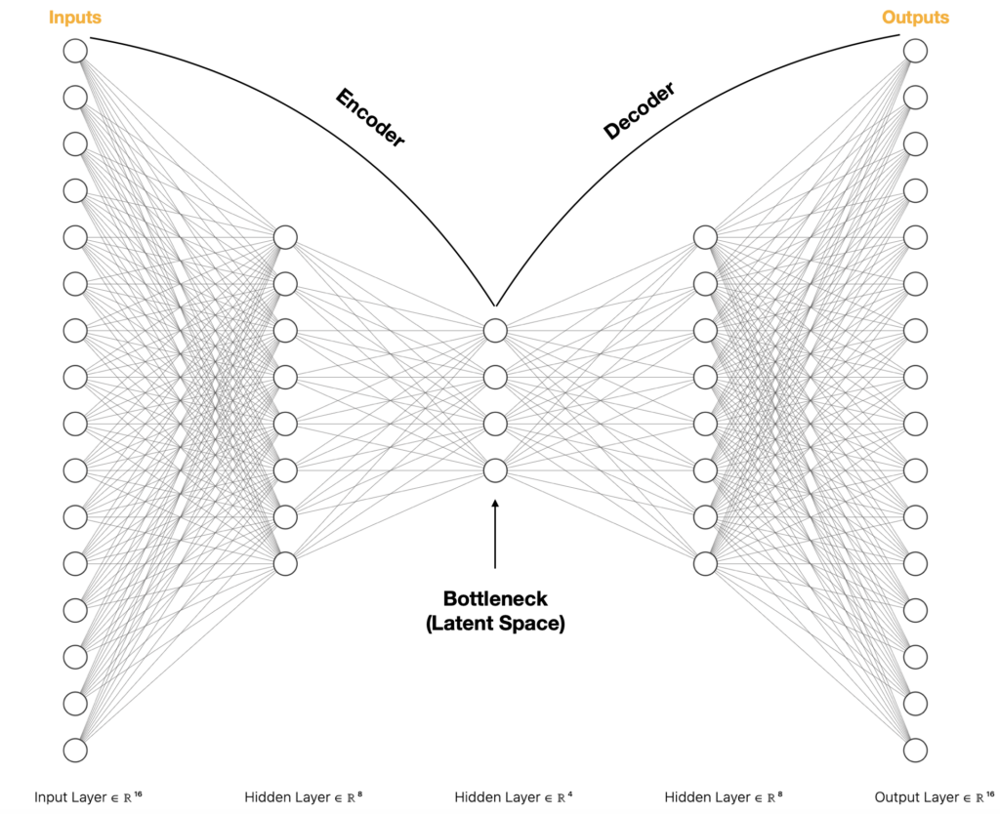 Inputs
Outputs
Encoder
Decoder
Bottleneck
(Latent Space)
Input Layer ∈ ℝ¹⁶
Hidden Layer ∈ ℝ⁸
Hidden Layer ∈ ℝ⁴
Hidden Layer ∈ ℝ⁸
Output Layer ∈ ℝ¹⁶